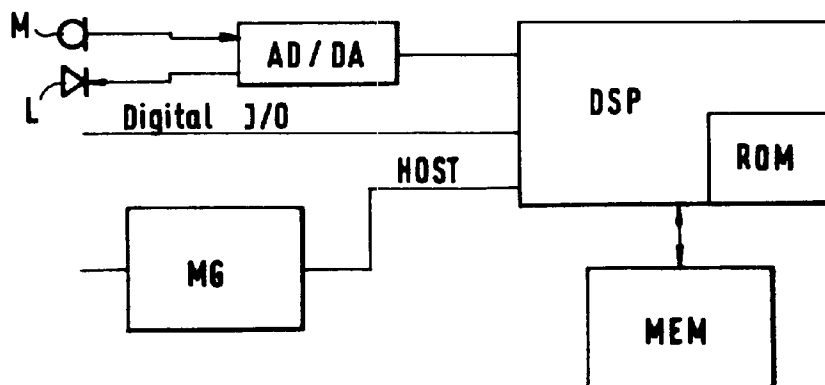 M
AD/DA
L
Digital I/O
DSP
ROM
HOST
MG
MEM